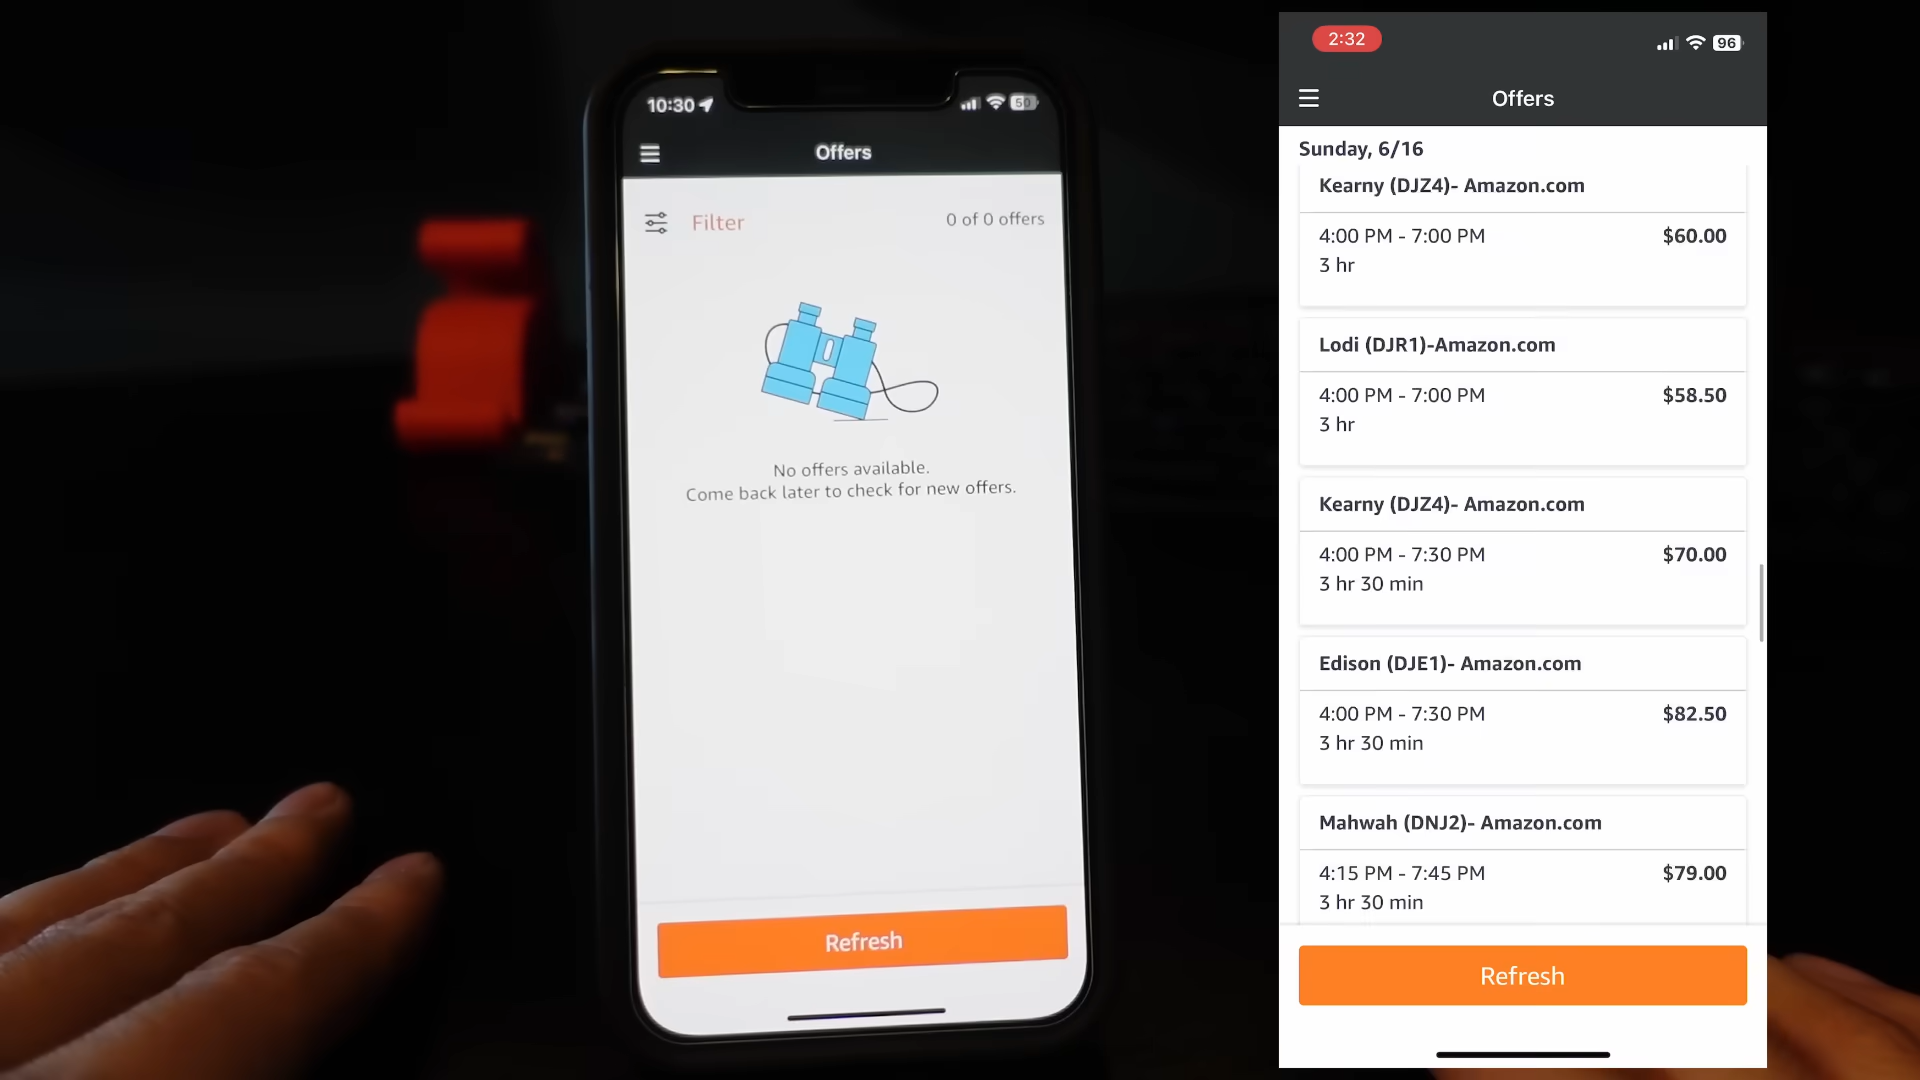 10:30
50
Offers
Filter
0 of 0 offers
No offers available.
Come back later to check for new offers.
Refresh
2:32
96
Offers
Sunday, 6/16
Kearny (DJZ4)- Amazon.com
4:00 PM - 7:00 PM
$60.00
3 hr
Lodi (DJR1)-Amazon.com
4:00 PM - 7:00 PM
$58.50
3 hr
Kearny (DJZ4)- Amazon.com
4:00 PM - 7:30 PM
$70.00
3 hr 30 min
Edison (DJE1)- Amazon.com
4:00 PM - 7:30 PM
$82.50
3 hr 30 min
Mahwah (DNJ2)- Amazon.com
4:15 PM - 7:45 PM
$79.00
3 hr 30 min
Refresh